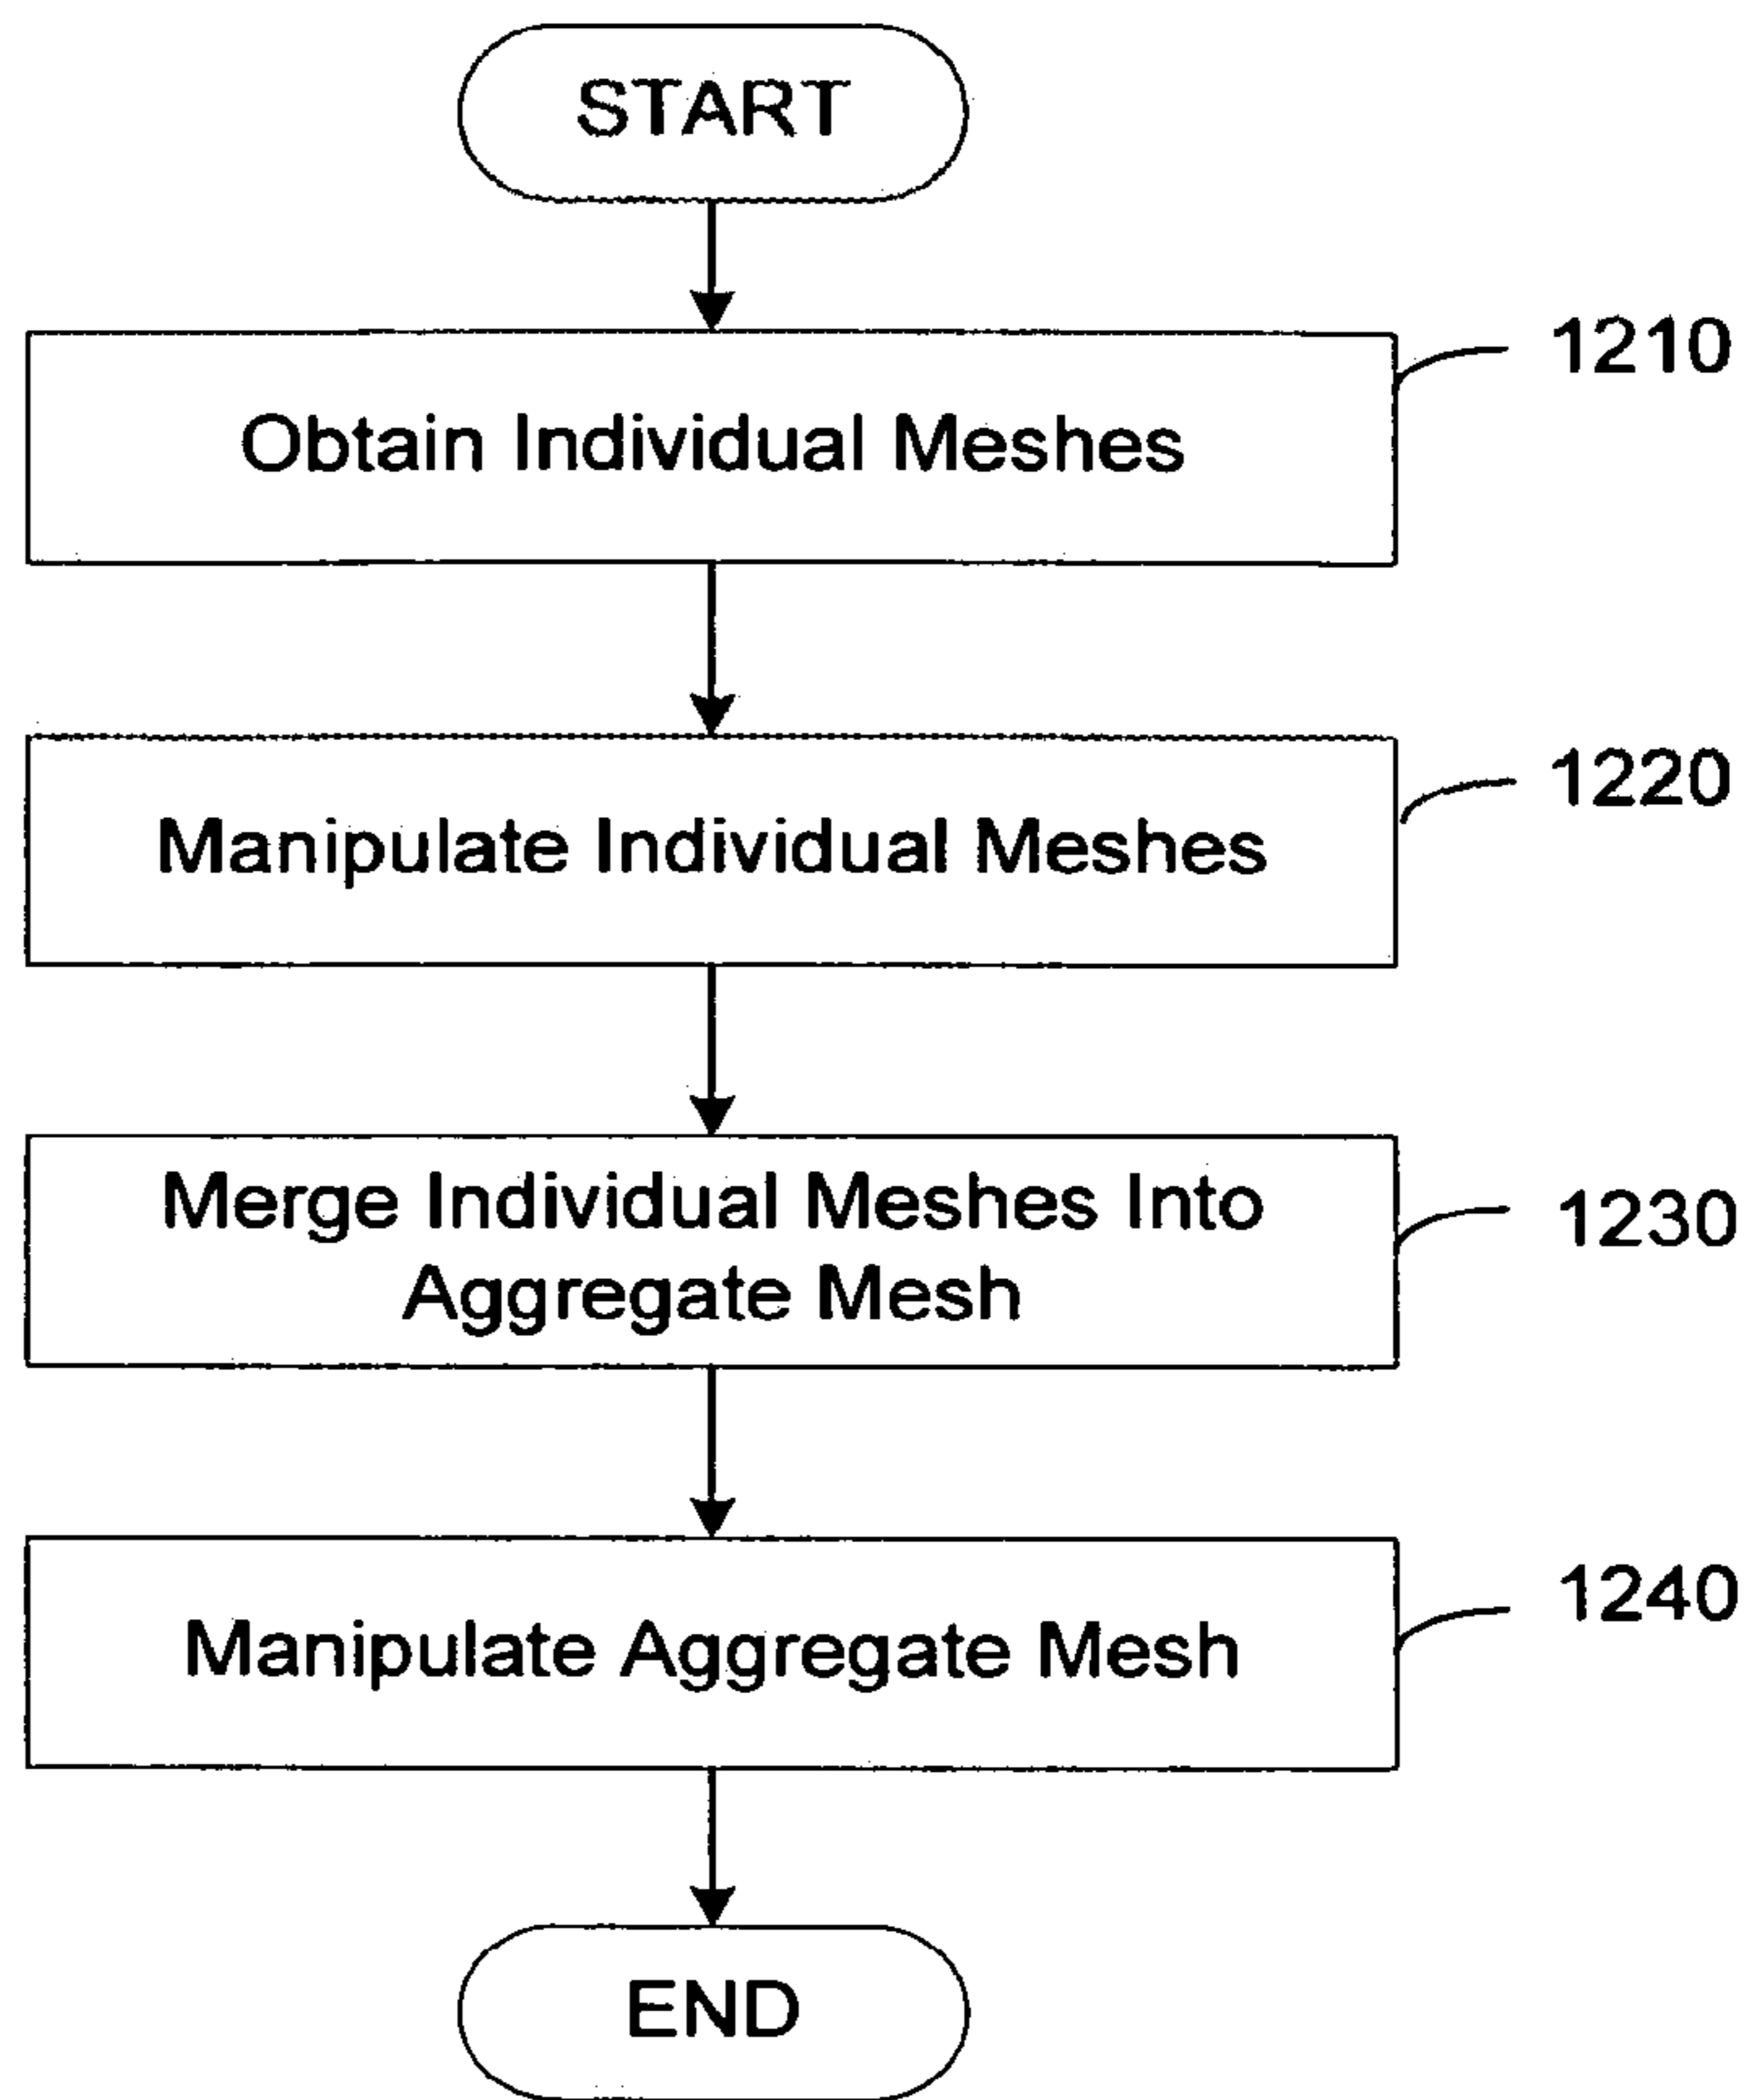 START
1210
Obtain Individual Meshes
1220
Manipulate Individual Meshes
Merge Individual Meshes Into
1230
Aggregate Mesh
1240
Manipulate Aggregate Mesh
END